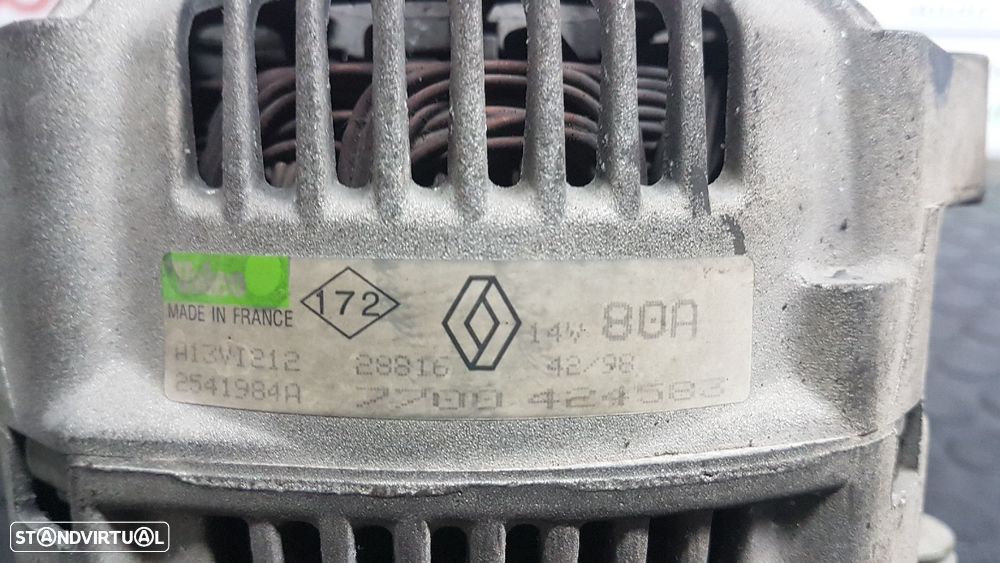 MADE IN FRANCE
172
14V 80A
A13VI212 28816 42/98
2541984A 7700 424583
STANDVIRTUAL